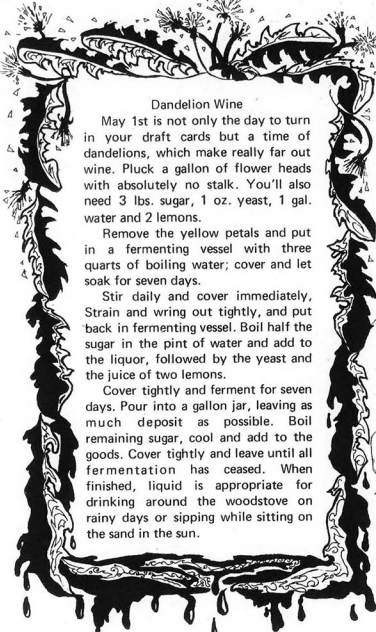 Dandelion Wine
May 1st is not only the day to turn
in your draft cards but a time of
dandelions, which make really far out
wine. Pluck a gallon of flower heads
with absolutely no stalk. You'll also
need 3 lbs. sugar, 1 oz. yeast, 1 gal.
water and 2 lemons.
Remove the yellow petals and put
in a fermenting vessel with three
quarts of boiling water; cover and let
soak for seven days.
Stir daily and cover immediately,
Strain and wring out tightly, and put
back in fermenting vessel. Boil half the
sugar in the pint of water and add to
the liquor, followed by the yeast and
the juice of two lemons.
Cover tightly and ferment for seven
days. Pour into a gallon jar, leaving as
much deposit as possible. Boil
remaining sugar, cool and add to the
goods. Cover tightly and leave until all
fermentation has ceased. When
finished, liquid is appropriate for
drinking around the woodstove on
rainy days or sipping while sitting on
the sand in the sun.